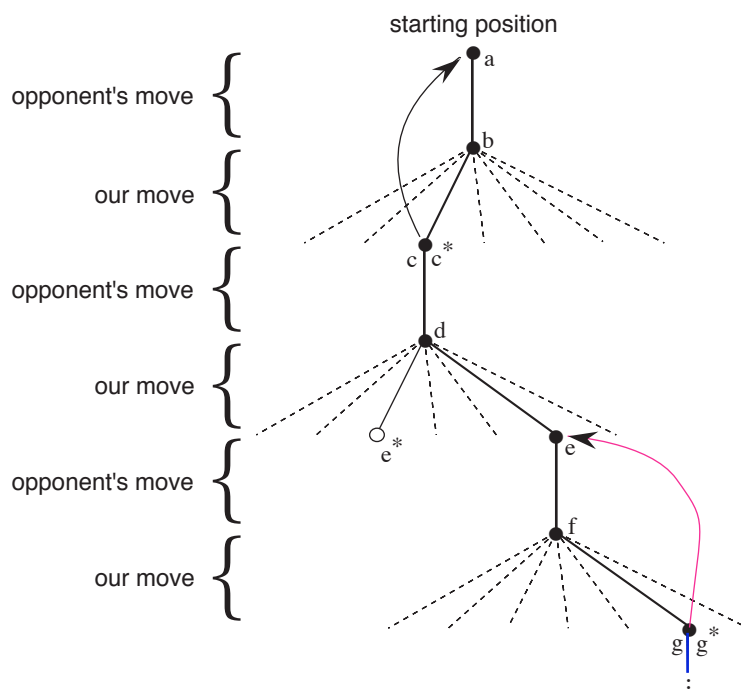 starting position
a
opponent's move
b
our move
c c*
opponent's move
d
our move
e*
e
opponent's move
f
our move
g g*